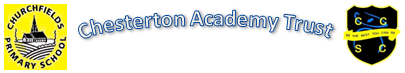 CHURCHFIELDS
PRIMARY SCHOOL
Chesterton Academy Trust
C C
BE THE BEST YOU CAN BE
S C